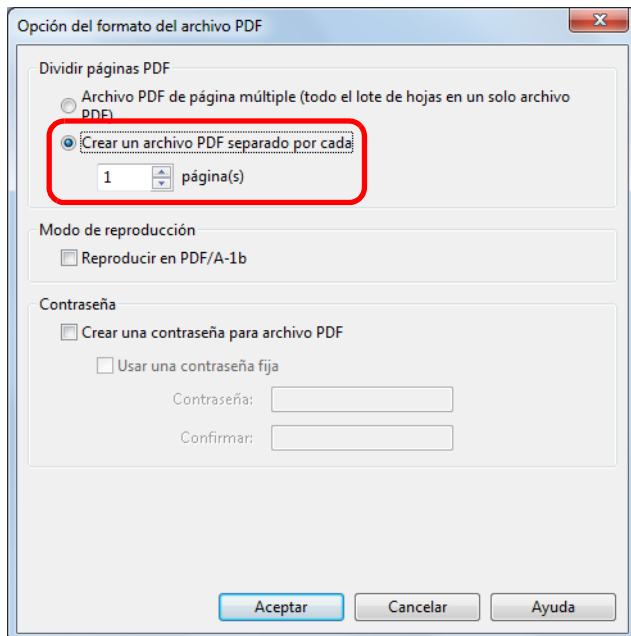 Opción del formato del archivo PDF
Dividir páginas PDF
Archivo PDF de página múltiple (todo el lote de hojas en un solo archivo
PDF)
Crear un archivo PDF separado por cada
1 página(s)
Modo de reproducción
Reproducir en PDF/A-1b
Contraseña
Crear una contraseña para archivo PDF
Usar una contraseña fija
Contraseña:
Confirmar:
Aceptar Cancelar Ayuda